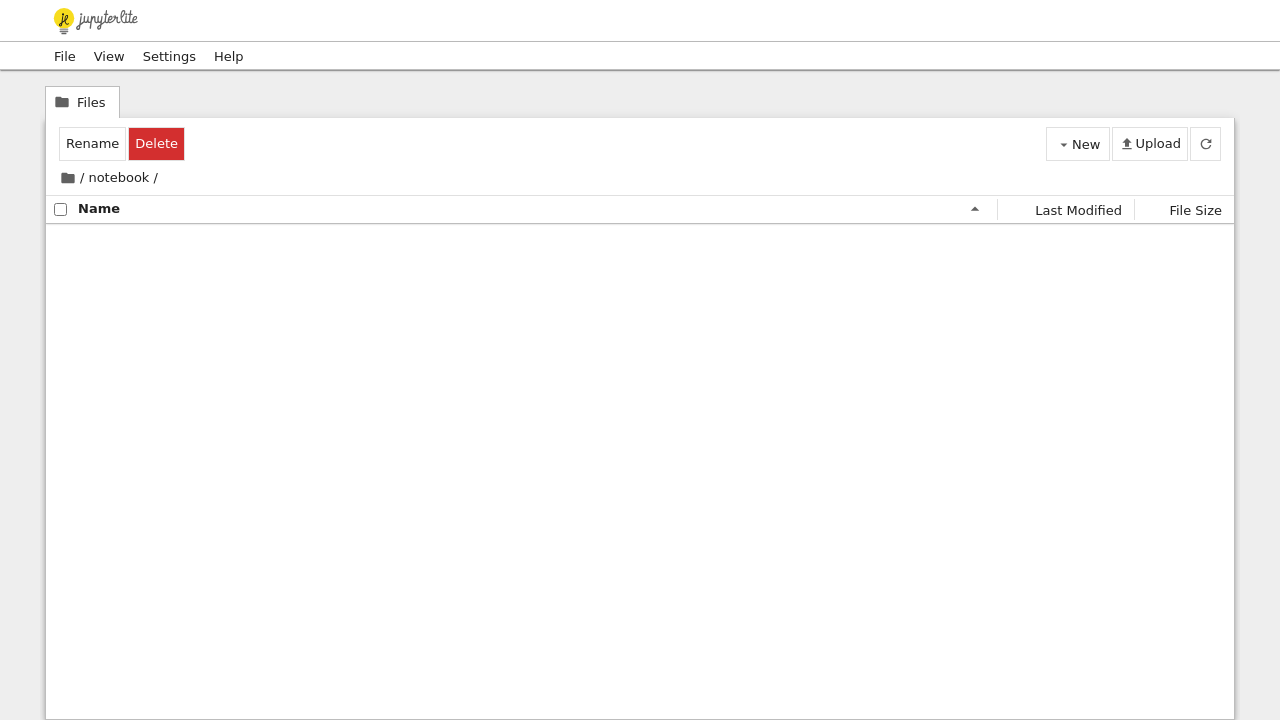 jupyterlite
File View Settings Help
Files
Rename Delete New Upload
/ notebook /
Name Last Modified File Size